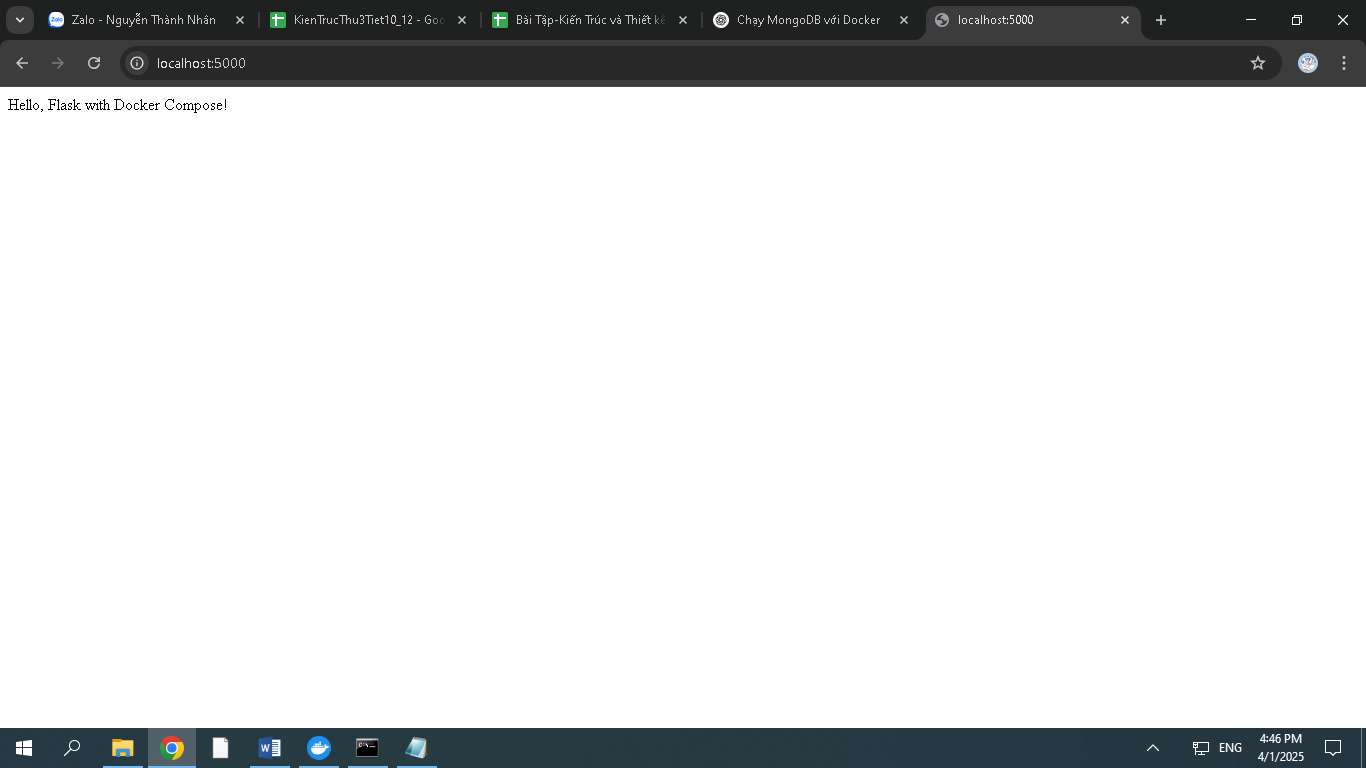 Zalo - Nguyễn Thành Nhân
KienTrucThu3Tiet10_12 - Goo
Bài Tập-Kiến Trúc và Thiết kế
Chạy MongoDB với Docker
localhost:5000
localhost:5000
Hello, Flask with Docker Compose!
ENG
4:46 PM
4/1/2025